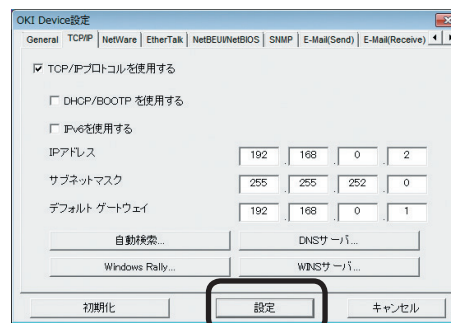 OKI Device設定
General TCP/IP NetWare EtherTalk NetBEUI/NetBIOS SNMP E-Mail(Send) E-Mail(Receive)
TCP/IPプロトコルを使用する
DHCP/BOOTP を使用する
IPv6を使用する
IPアドレス 192 . 168 . 0 . 2
サブネットマスク 255 . 255 . 252 . 0
デフォルト ゲートウェイ 192 . 168 . 0 . 1
自動検索... DNSサーバ...
Windows Rally... WINSサーバ...
初期化 設定 キャンセル